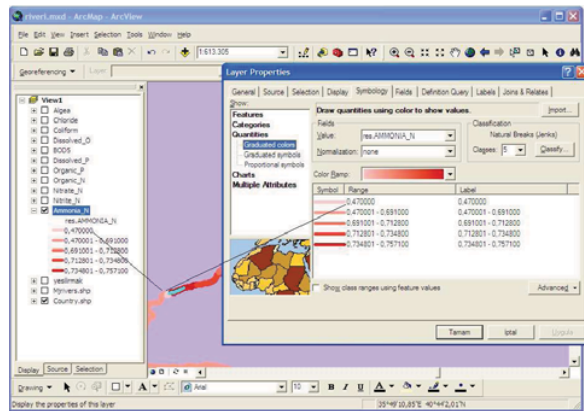 riveri.mxd - ArcMap - ArcView
File Edit View Insert Selection Tools Window Help
1:613.305
Georeferencing Layer:
View1
Alges
Chloride
Coliform
Dissolved_O
BOD5
Dissolved_P
Organic_P
Organic_N
Nitrate_N
Nitrite_N
Ammonia_N
res.AMMONIA_N
0,470000
0,470001 - 0,691000
0,691001 - 0,712800
0,712801 - 0,734800
0,734801 - 0,757100
yesilirmak
Myrivers.shp
Country.shp
Layer Properties
General Source Selection Display Symbology Fields Definition Query Labels Joins & Relates
Show:
Features
Categories
Quantities
Graduated colors
Graduated symbols
Proportional symbols
Charts
Multiple Attributes
Draw quantities using color to show values.
Import...
Fields
Value: res.AMMONIA_N
Normalization: none
Classification
Natural Breaks (Jenks)
Classes: 5 Classify...
Color Ramp:
Symbol Range Label
0,470000 0,470000
0,470001 - 0,691000 0,470001 - 0,691000
0,691001 - 0,712800 0,691001 - 0,712800
0,712801 - 0,734800 0,712801 - 0,734800
0,734801 - 0,757100 0,734801 - 0,757100
Show class ranges using feature values
Advanced
Tamam Iptal Uygula
Display Source Selection
Drawing A Arial 10 B I U A
Display the properties of this layer
35°49'10,85"E 40°44'2,01"N